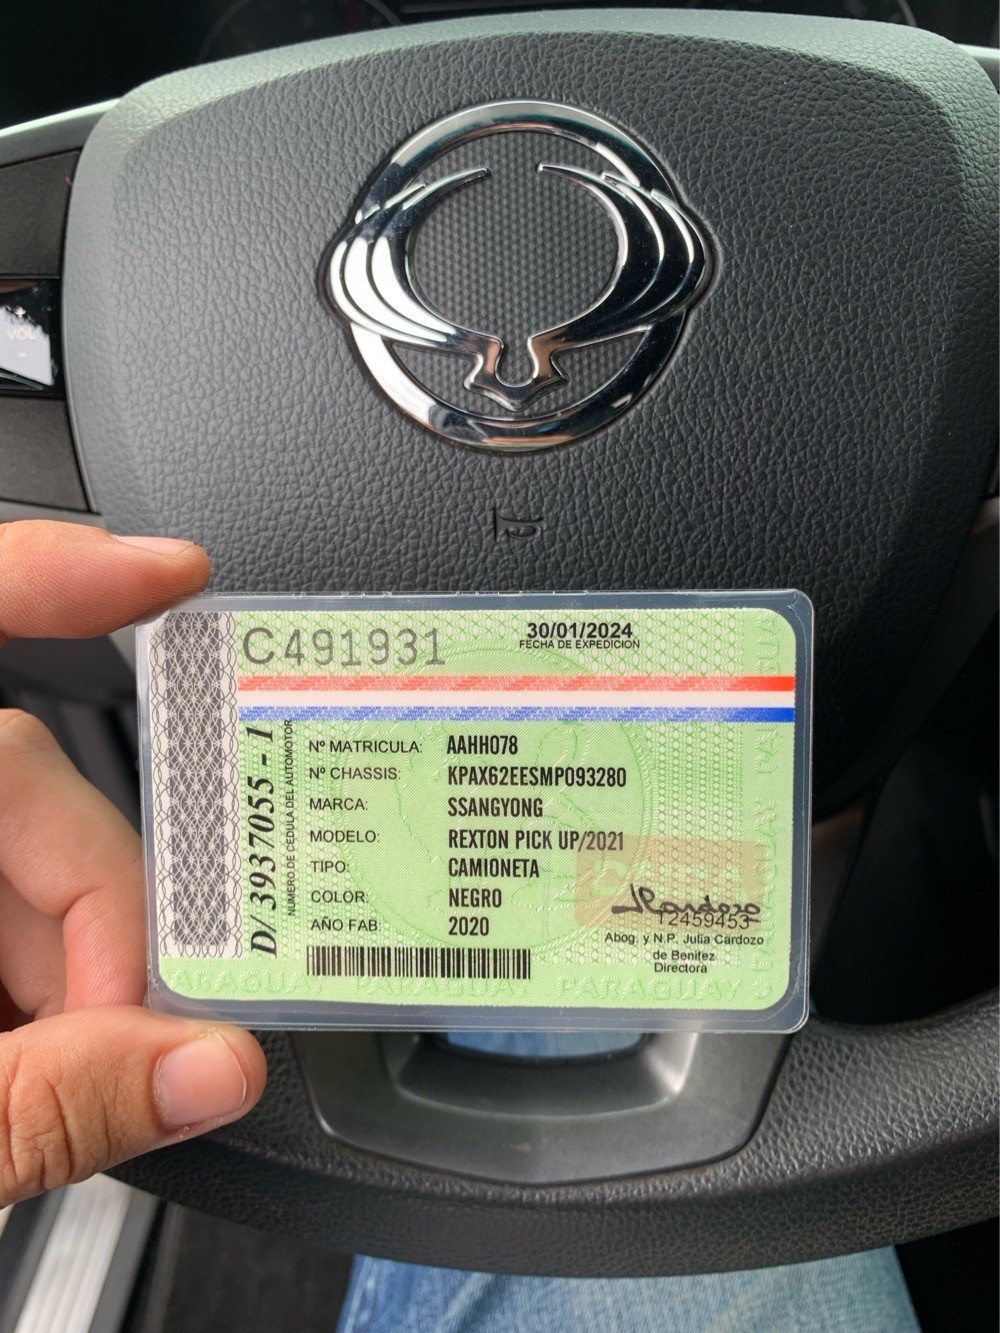 VOL
C491931
30/01/2024
FECHA DE EXPEDICION
D/ 3937055 - 1
NUMERO DE CEDULA DEL AUTOMOTOR
Nº MATRICULA: AAHH078
Nº CHASSIS: KPAX62EESMP093280
MARCA: SSANGYONG
MODELO: REXTON PICK UP/2021
TIPO: CAMIONETA
COLOR: NEGRO
AÑO FAB: 2020
12459453
Abog. y N.P. Julia Cardozo
de Benitez
Directora
PARAGUAY PARAGUAY PARAGUAY